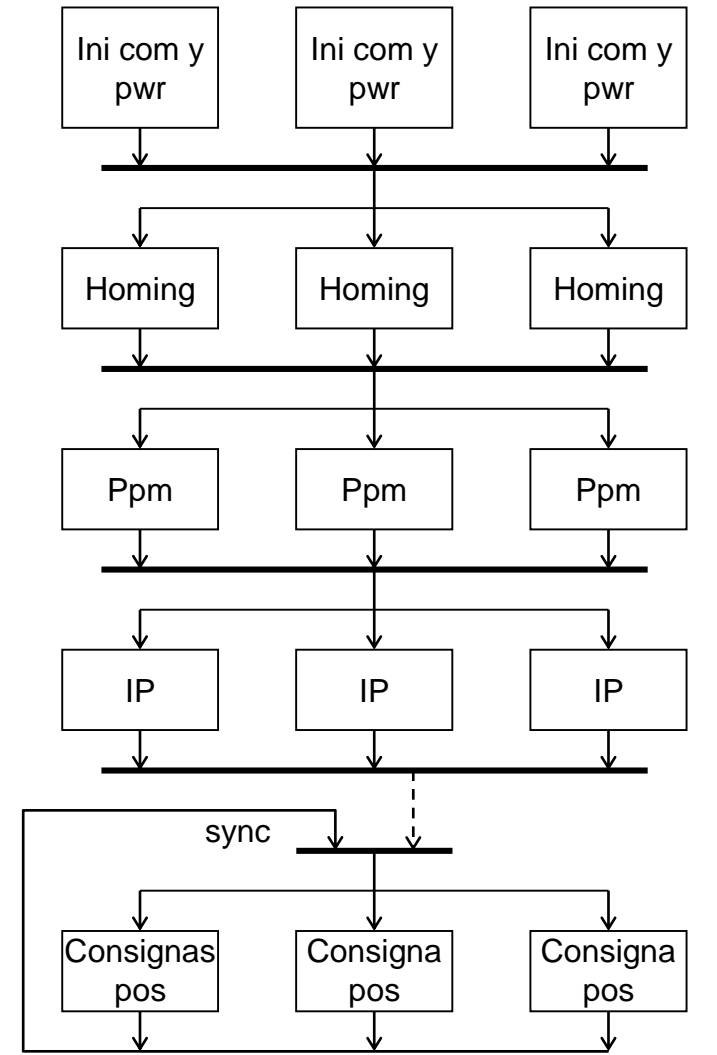 Ini com y
pwr
Ini com y
pwr
Ini com y
pwr
Homing
Homing
Homing
Ppm
Ppm
Ppm
IP
IP
IP
sync
Consignas
pos
Consigna
pos
Consigna
pos